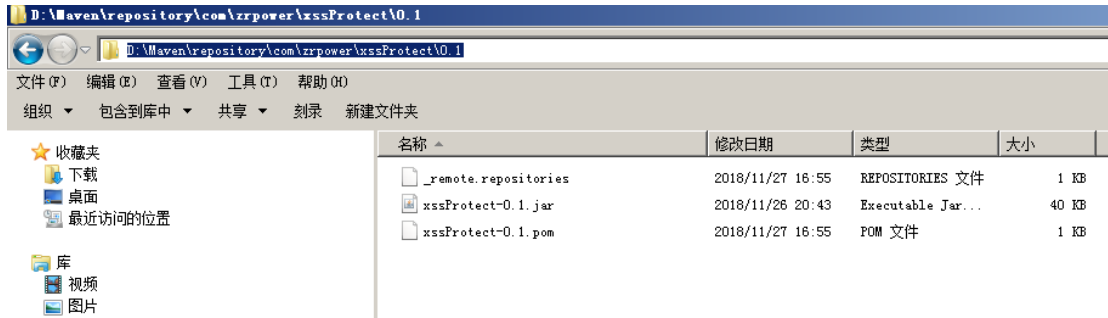 D:\Maven\repository\com\zrpower\xssProtect\0.1
D:\Maven\repository\com\zrpower\xssProtect\0.1
文件(F) 编辑(E) 查看(V) 工具(T) 帮助(H)
组织 包含到库中 共享 刻录 新建文件夹
收藏夹
下载
桌面
最近访问的位置
库
视频
图片
名称 修改日期 类型 大小
_remote.repositories 2018/11/27 16:55 REPOSITORIES 文件 1 KB
xssProtect-0.1.jar 2018/11/26 20:43 Executable Jar... 40 KB
xssProtect-0.1.pom 2018/11/27 16:55 POM 文件 1 KB